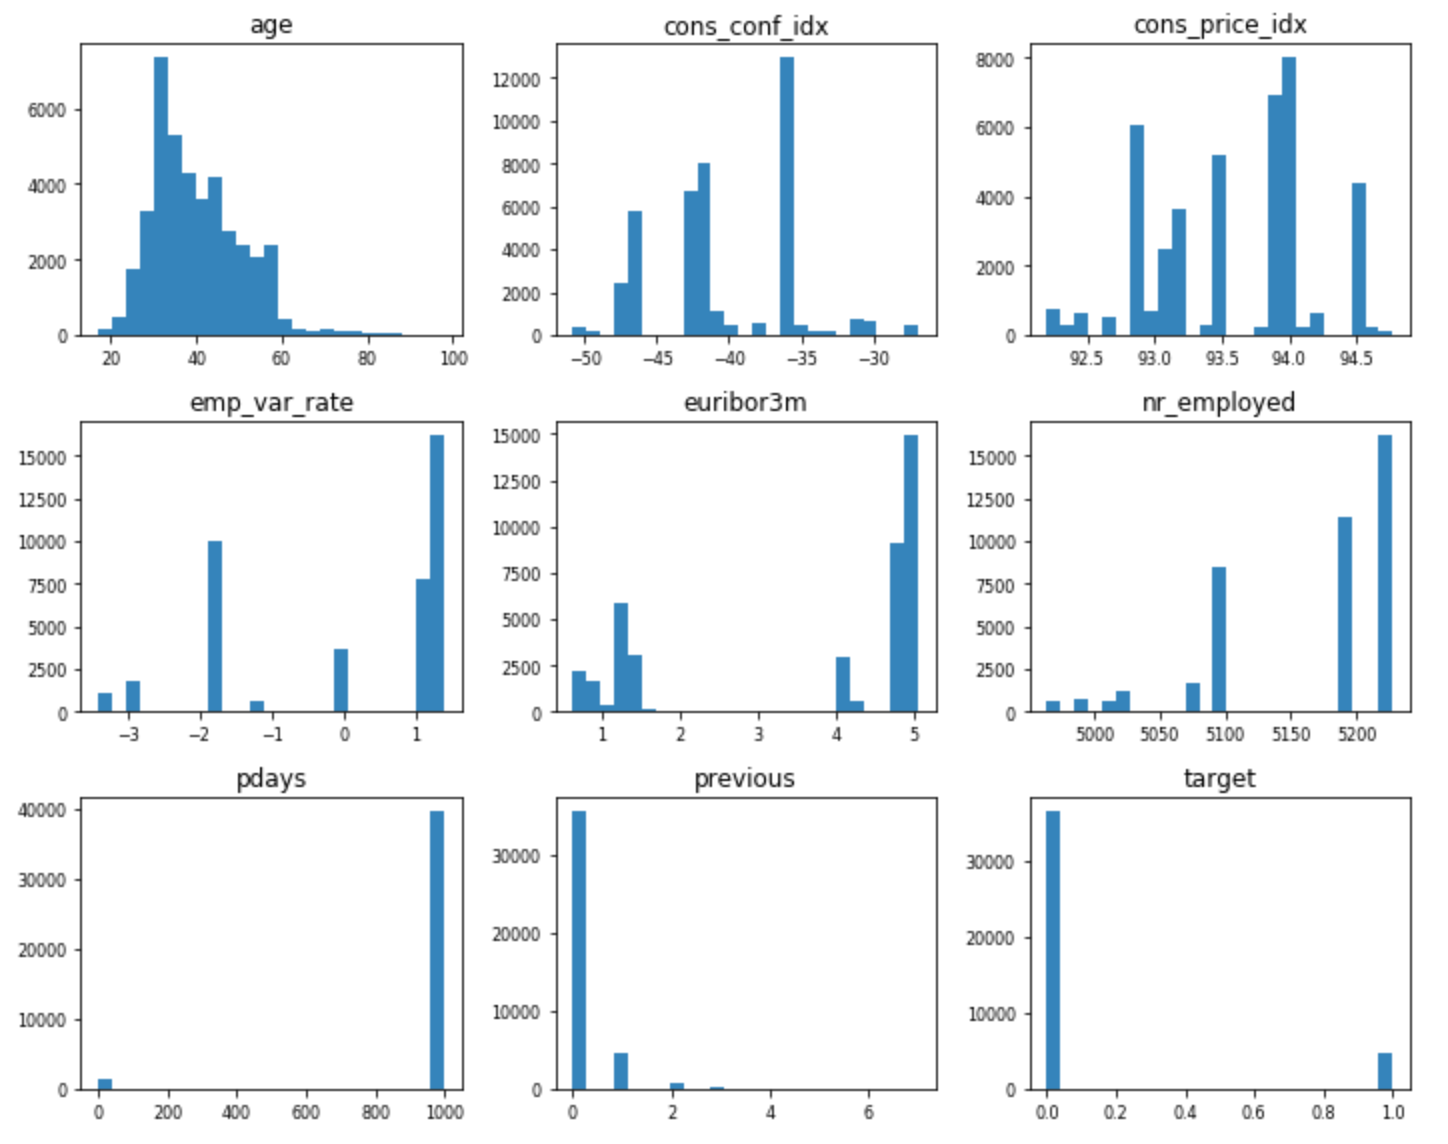 age
6000
4000
2000
0
20 40 60 80 100
cons_conf_idx
12000
10000
8000
6000
4000
2000
0
−50 −45 −40 −35 −30
cons_price_idx
8000
6000
4000
2000
0
92.5 93.0 93.5 94.0 94.5
emp_var_rate
15000
12500
10000
7500
5000
2500
0
−3 −2 −1 0 1
euribor3m
15000
12500
10000
7500
5000
2500
0
1 2 3 4 5
nr_employed
15000
12500
10000
7500
5000
2500
0
5000 5050 5100 5150 5200
pdays
40000
30000
20000
10000
0
0 200 400 600 800 1000
previous
30000
20000
10000
0
0 2 4 6
target
30000
20000
10000
0
0.0 0.2 0.4 0.6 0.8 1.0